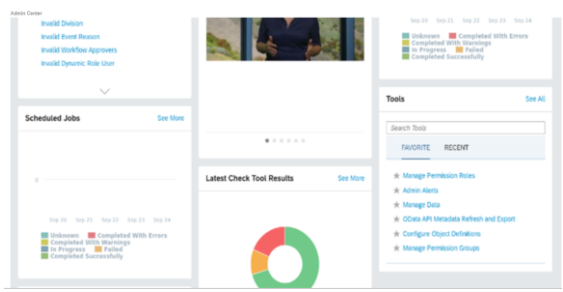 Admin Center
Invalid Division
Invalid Event Reason
Invalid Workflow Approvers
Invalid Dynamic Role User
Scheduled Jobs See More
0
Sep 20 Sep 21 Sep 22 Sep 23 Sep 24
Unknown Completed With Errors
Completed With Warnings
In Progress Failed
Completed Successfully
Latest Check Tool Results See More
Sep 20 Sep 21 Sep 22 Sep 23 Sep 24
Unknown Completed With Errors
Completed With Warnings
In Progress Failed
Completed Successfully
Tools See All
Search Tools
FAVORITE RECENT
Manage Permission Roles
Admin Alerts
Manage Data
OData API Metadata Refresh and Export
Configure Object Definitions
Manage Permission Groups